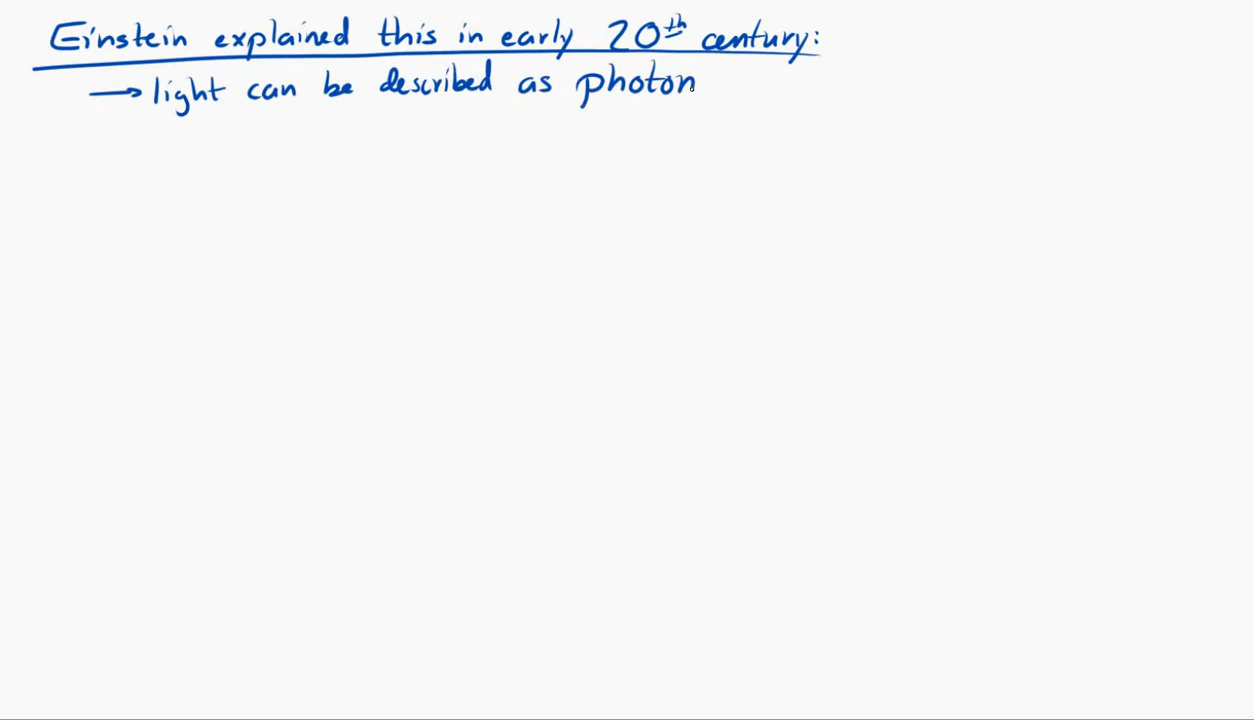 Einstein explained this in early 20th century:
→ light can be described as photon